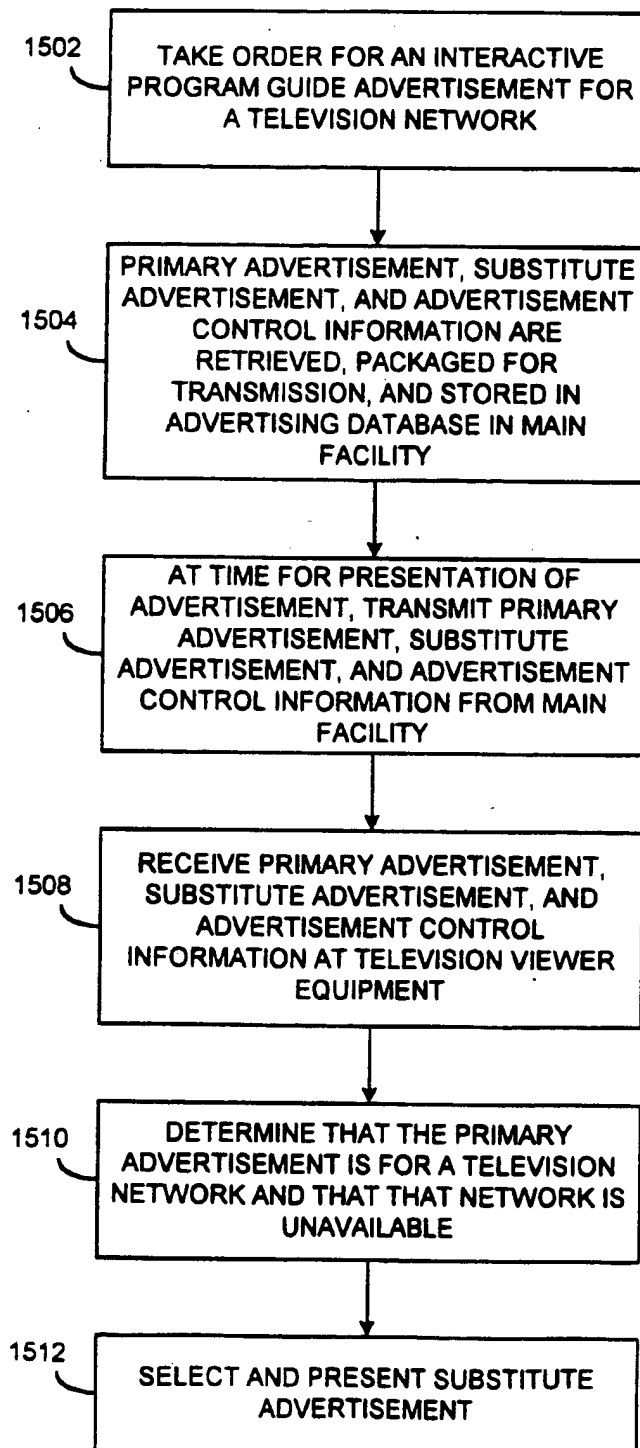 1502
TAKE ORDER FOR AN INTERACTIVE
PROGRAM GUIDE ADVERTISEMENT FOR
A TELEVISION NETWORK
1504
PRIMARY ADVERTISEMENT, SUBSTITUTE
ADVERTISEMENT, AND ADVERTISEMENT
CONTROL INFORMATION ARE
RETRIEVED, PACKAGED FOR
TRANSMISSION, AND STORED IN
ADVERTISING DATABASE IN MAIN
FACILITY
1506
AT TIME FOR PRESENTATION OF
ADVERTISEMENT, TRANSMIT PRIMARY
ADVERTISEMENT, SUBSTITUTE
ADVERTISEMENT, AND ADVERTISEMENT
CONTROL INFORMATION FROM MAIN
FACILITY
1508
RECEIVE PRIMARY ADVERTISEMENT,
SUBSTITUTE ADVERTISEMENT, AND
ADVERTISEMENT CONTROL
INFORMATION AT TELEVISION VIEWER
EQUIPMENT
1510
DETERMINE THAT THE PRIMARY
ADVERTISEMENT IS FOR A TELEVISION
NETWORK AND THAT THAT NETWORK IS
UNAVAILABLE
1512
SELECT AND PRESENT SUBSTITUTE
ADVERTISEMENT